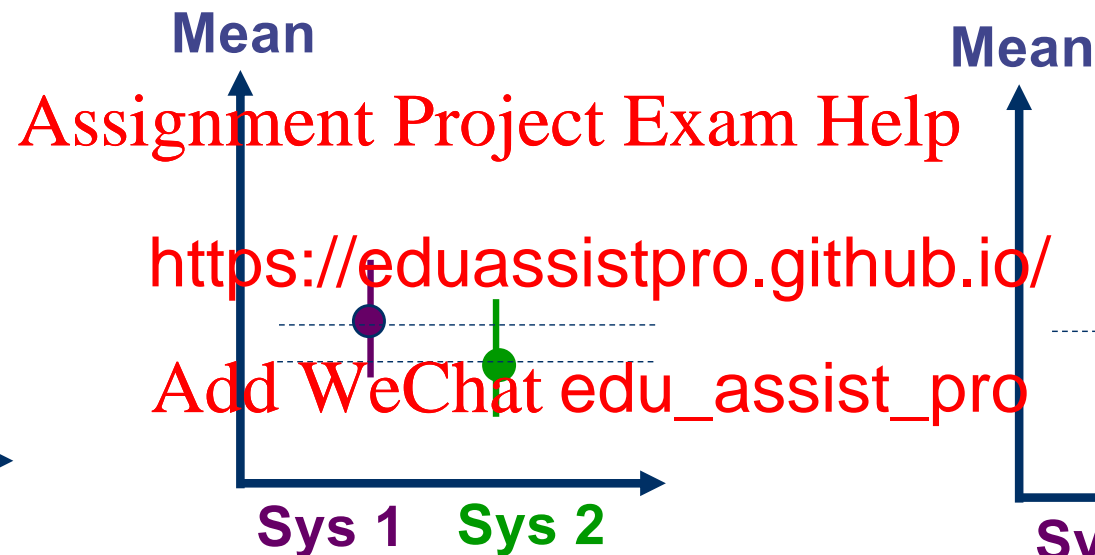 Mean
Mean
Assignment Project Exam Help
https://eduassistpro.github.io/
Add WeChat edu_assist_pro
Sys 1
Sys 2